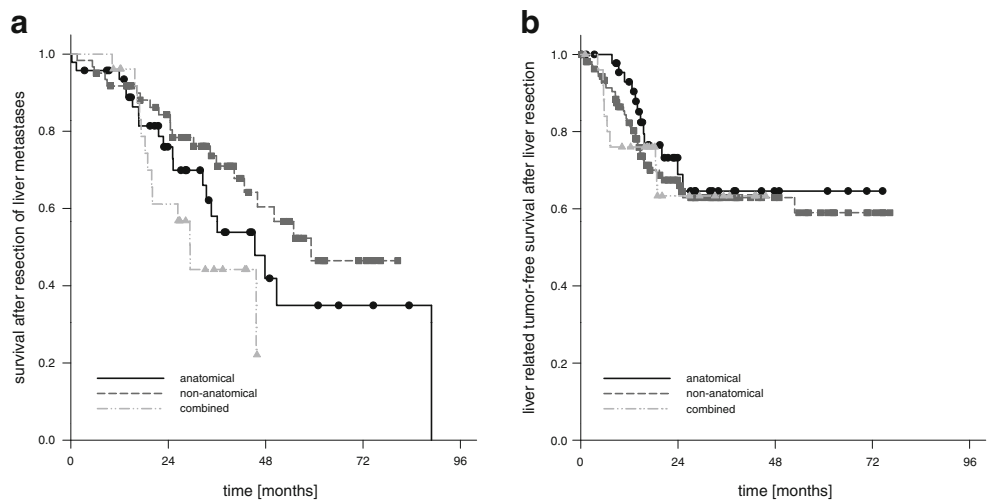 a
survival after resection of liver metastases
1.0
0.8
0.6
0.4
0.2
0.0
anatomical
non-anatomical
combined
0 24 48 72 96
time [months]
b
liver related tumor-free survival after liver resection
1.0
0.8
0.6
0.4
0.2
0.0
anatomical
non-anatomical
combined
0 24 48 72 96
time [months]